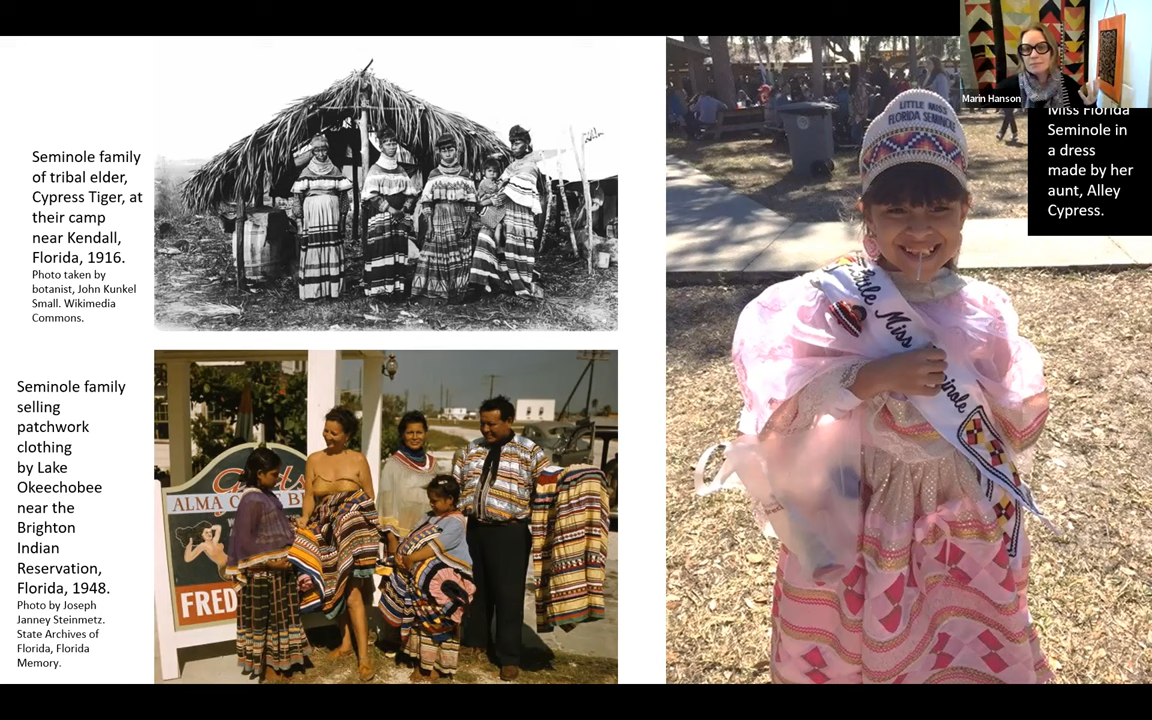 Seminole family
of tribal elder,
Cypress Tiger, at
their camp
near Kendall,
Florida, 1916.
Photo taken by
botanist, John Kunkel
Small. Wikimedia
Commons.
Seminole family
selling
patchwork
clothing
by Lake
Okeechobee
near the
Brighton
Indian
Reservation,
Florida, 1948.
Photo by Joseph
Janney Steinmetz.
State Archives of
Florida, Florida
Memory.
ALMA
FRED
LITTLE MISS
FLORIDA SEMINOLE
Little Miss
Marin Hanson
Miss Florida
Seminole in
a dress
made by her
aunt, Alley
Cypress.